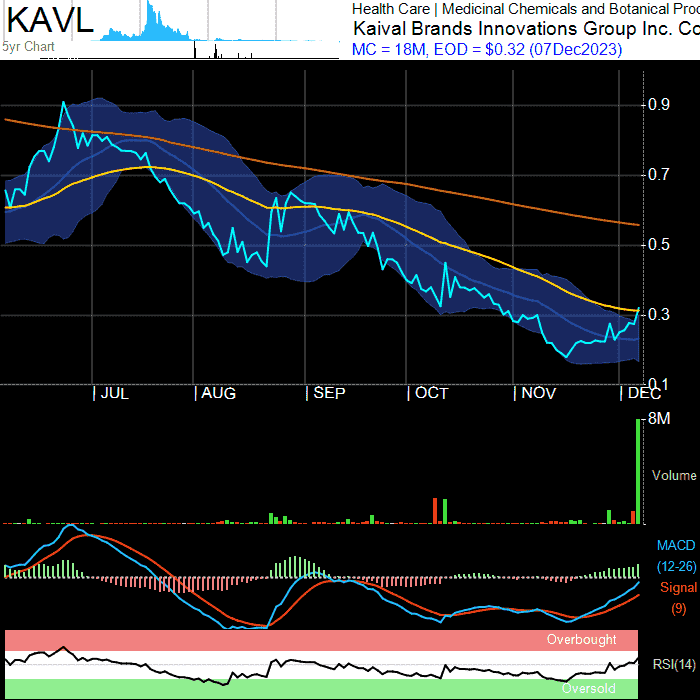 KAVL
5yr Chart
Health Care | Medicinal Chemicals and Botanical Pro
Kaival Brands Innovations Group Inc. Co
MC = 18M, EOD = $0.32 (07Dec2023)
0.9
0.7
0.5
0.3
0.1
| JUL | AUG | SEP | OCT | NOV | DEC
8M
Volume
MACD
(12-26)
Signal
(9)
Overbought
RSI(14)
Oversold